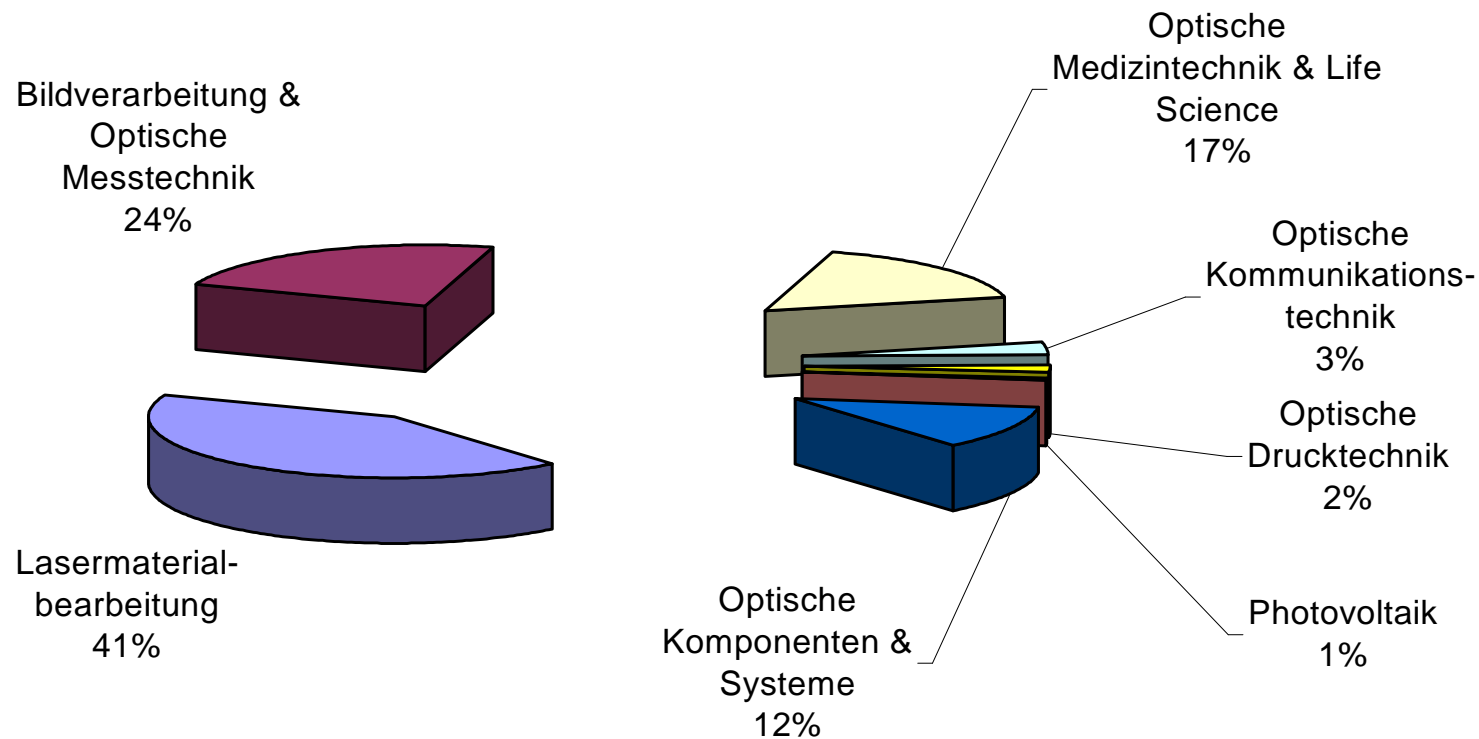 Optische
Medizintechnik & Life
Science
17%
Bildverarbeitung &
Optische
Messtechnik
24%
Optische
Kommunikations-
technik
3%
Optische
Drucktechnik
2%
Lasermaterial-
bearbeitung
41%
Optische
Komponenten &
Systeme
12%
Photovoltaik
1%